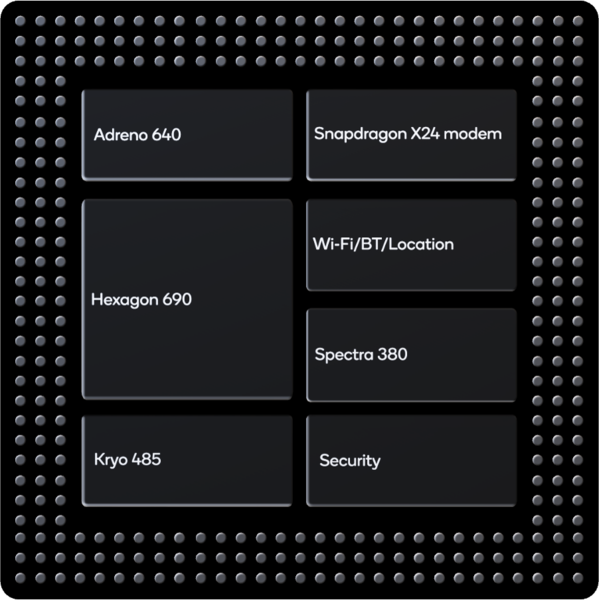 Adreno 640
Snapdragon X24 modem
Wi-Fi/BT/Location
Hexagon 690
Spectra 380
Kryo 485
Security